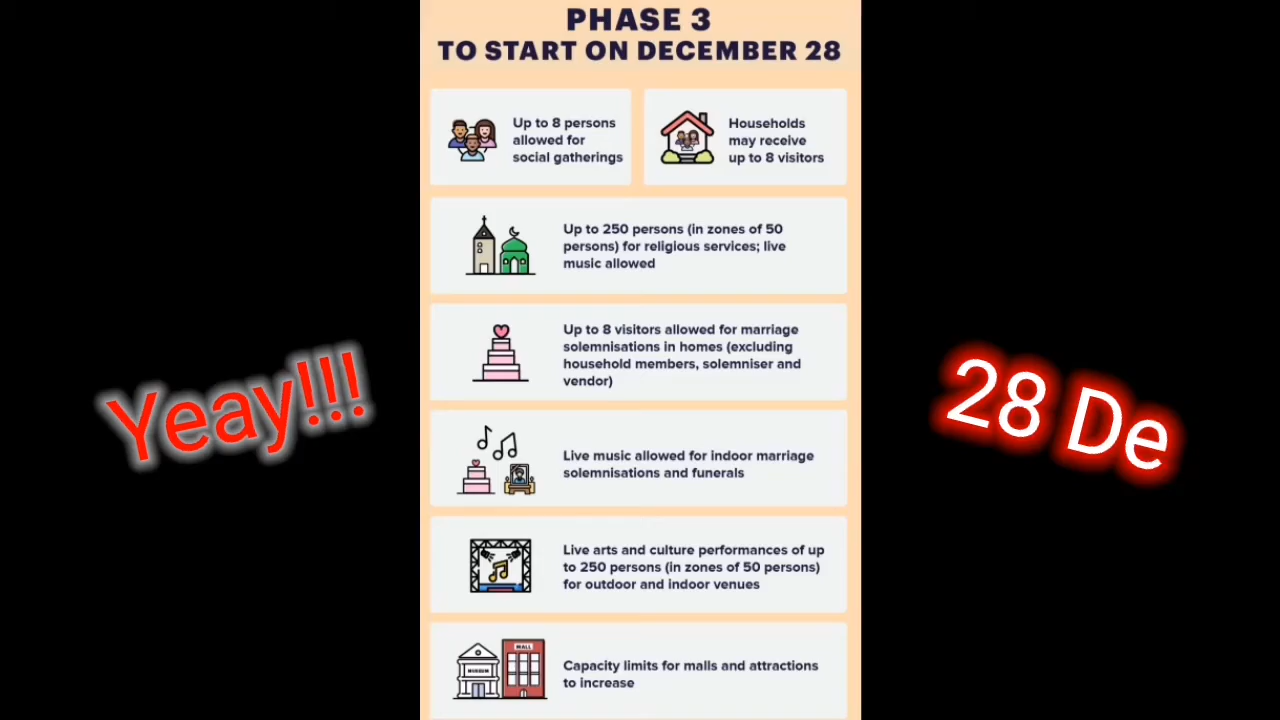 PHASE 3
TO START ON DECEMBER 28
Up to 8 persons
allowed for
social gatherings
Households
may receive
up to 8 visitors
Up to 250 persons (in zones of 50
persons) for religious services; live
music allowed
Up to 8 visitors allowed for marriage
solemnisations in homes (excluding
household members, solemniser and
vendor)
Yeay!!!
28 De
Live music allowed for indoor marriage
solemnisations and funerals
Live arts and culture performances of up
to 250 persons (in zones of 50 persons)
for outdoor and indoor venues
MUSEUM
MALL
Capacity limits for malls and attractions
to increase